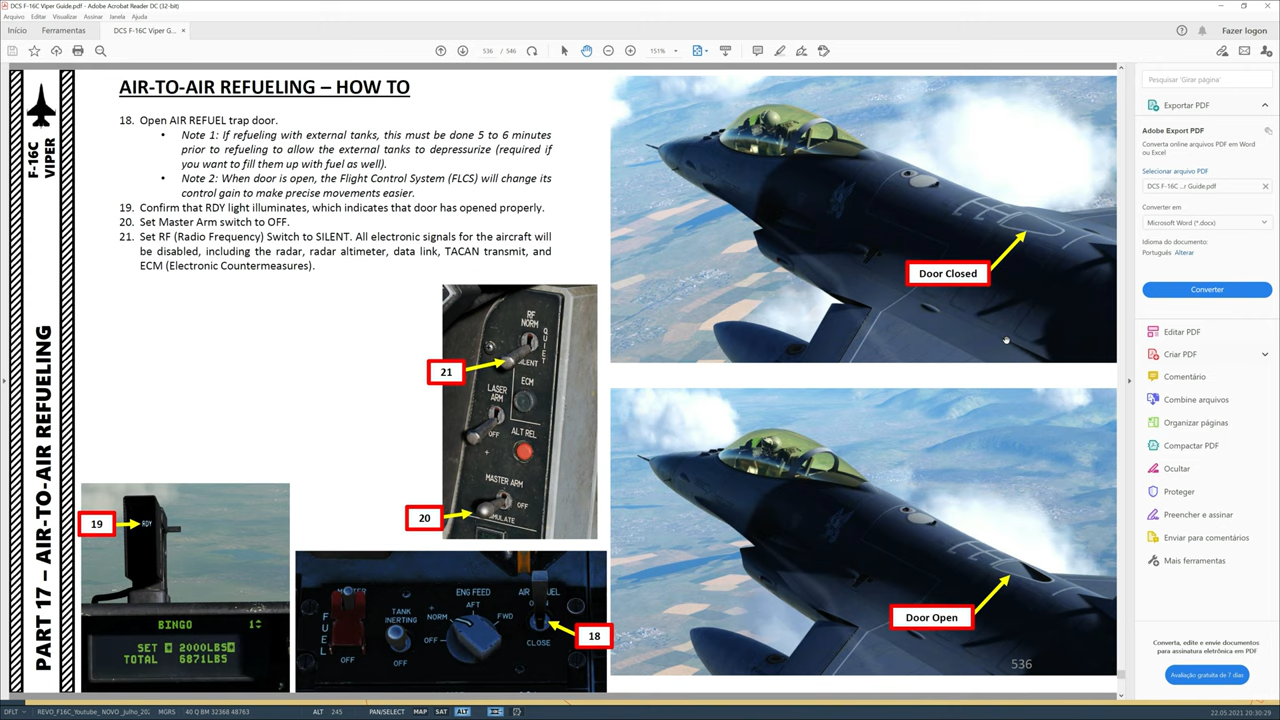 DCS F-16C Viper Guide.pdf - Adobe Acrobat Reader DC (32-bit)
Arquivo Editar Visualizar Assinar Janela Ajuda
Início Ferramentas DCS F-16C Viper G... × Fazer logon
536 / 546 151%
F-16C
VIPER
PART 17 – AIR-TO-AIR REFUELING
AIR-TO-AIR REFUELING – HOW TO
18. Open AIR REFUEL trap door.
• Note 1: If refueling with external tanks, this must be done 5 to 6 minutes
prior to refueling to allow the external tanks to depressurize (required if
you want to fill them up with fuel as well).
• Note 2: When door is open, the Flight Control System (FLCS) will change its
control gain to make precise movements easier.
19. Confirm that RDY light illuminates, which indicates that door has opened properly.
20. Set Master Arm switch to OFF.
21. Set RF (Radio Frequency) Switch to SILENT. All electronic signals for the aircraft will
be disabled, including the radar, radar altimeter, data link, TACAN transmit, and
ECM (Electronic Countermeasures).
Door Closed
Door Open
RF
NORM
QUIET
SILENT
21
LASER
ARM
ECM
OFF
ALT REL
MASTER ARM
OFF
20
19
RDY
BINGO 1
SET 2000LBS
TOTAL 6871LBS
FUEL
MASTER
OFF
TANK
INERTING
OFF
ENG FEED
AFT
NORM
FWD
OFF
AIR REFUEL
OPEN
CLOSE
18
536
Pesquisar 'Girar página'
Exportar PDF
Adobe Export PDF
Converta arquivos PDF em Word
ou Excel online
Selecionar arquivo PDF
DCS F-16C ...r Guide.pdf ×
Converter em
Microsoft Word (*.docx)
Idioma do documento:
Português Alterar
Converter
Editar PDF
Criar PDF
Comentário
Combine arquivos
Organizar páginas
Compactar PDF
Ocultar
Proteger
Preencher e assinar
Enviar para comentários
Mais ferramentas
Converta, edite e envie documentos
para assinatura eletrônica em PDF
Avaliação gratuita de 7 dias
DFLT REVO_F16C_Youtube_ NOVO_Julho_202 MGRS 40 Q BM 32368 48763 ALT 245 PAN/SELECT MAP SAT ALT 22.05.2021 20:30:29